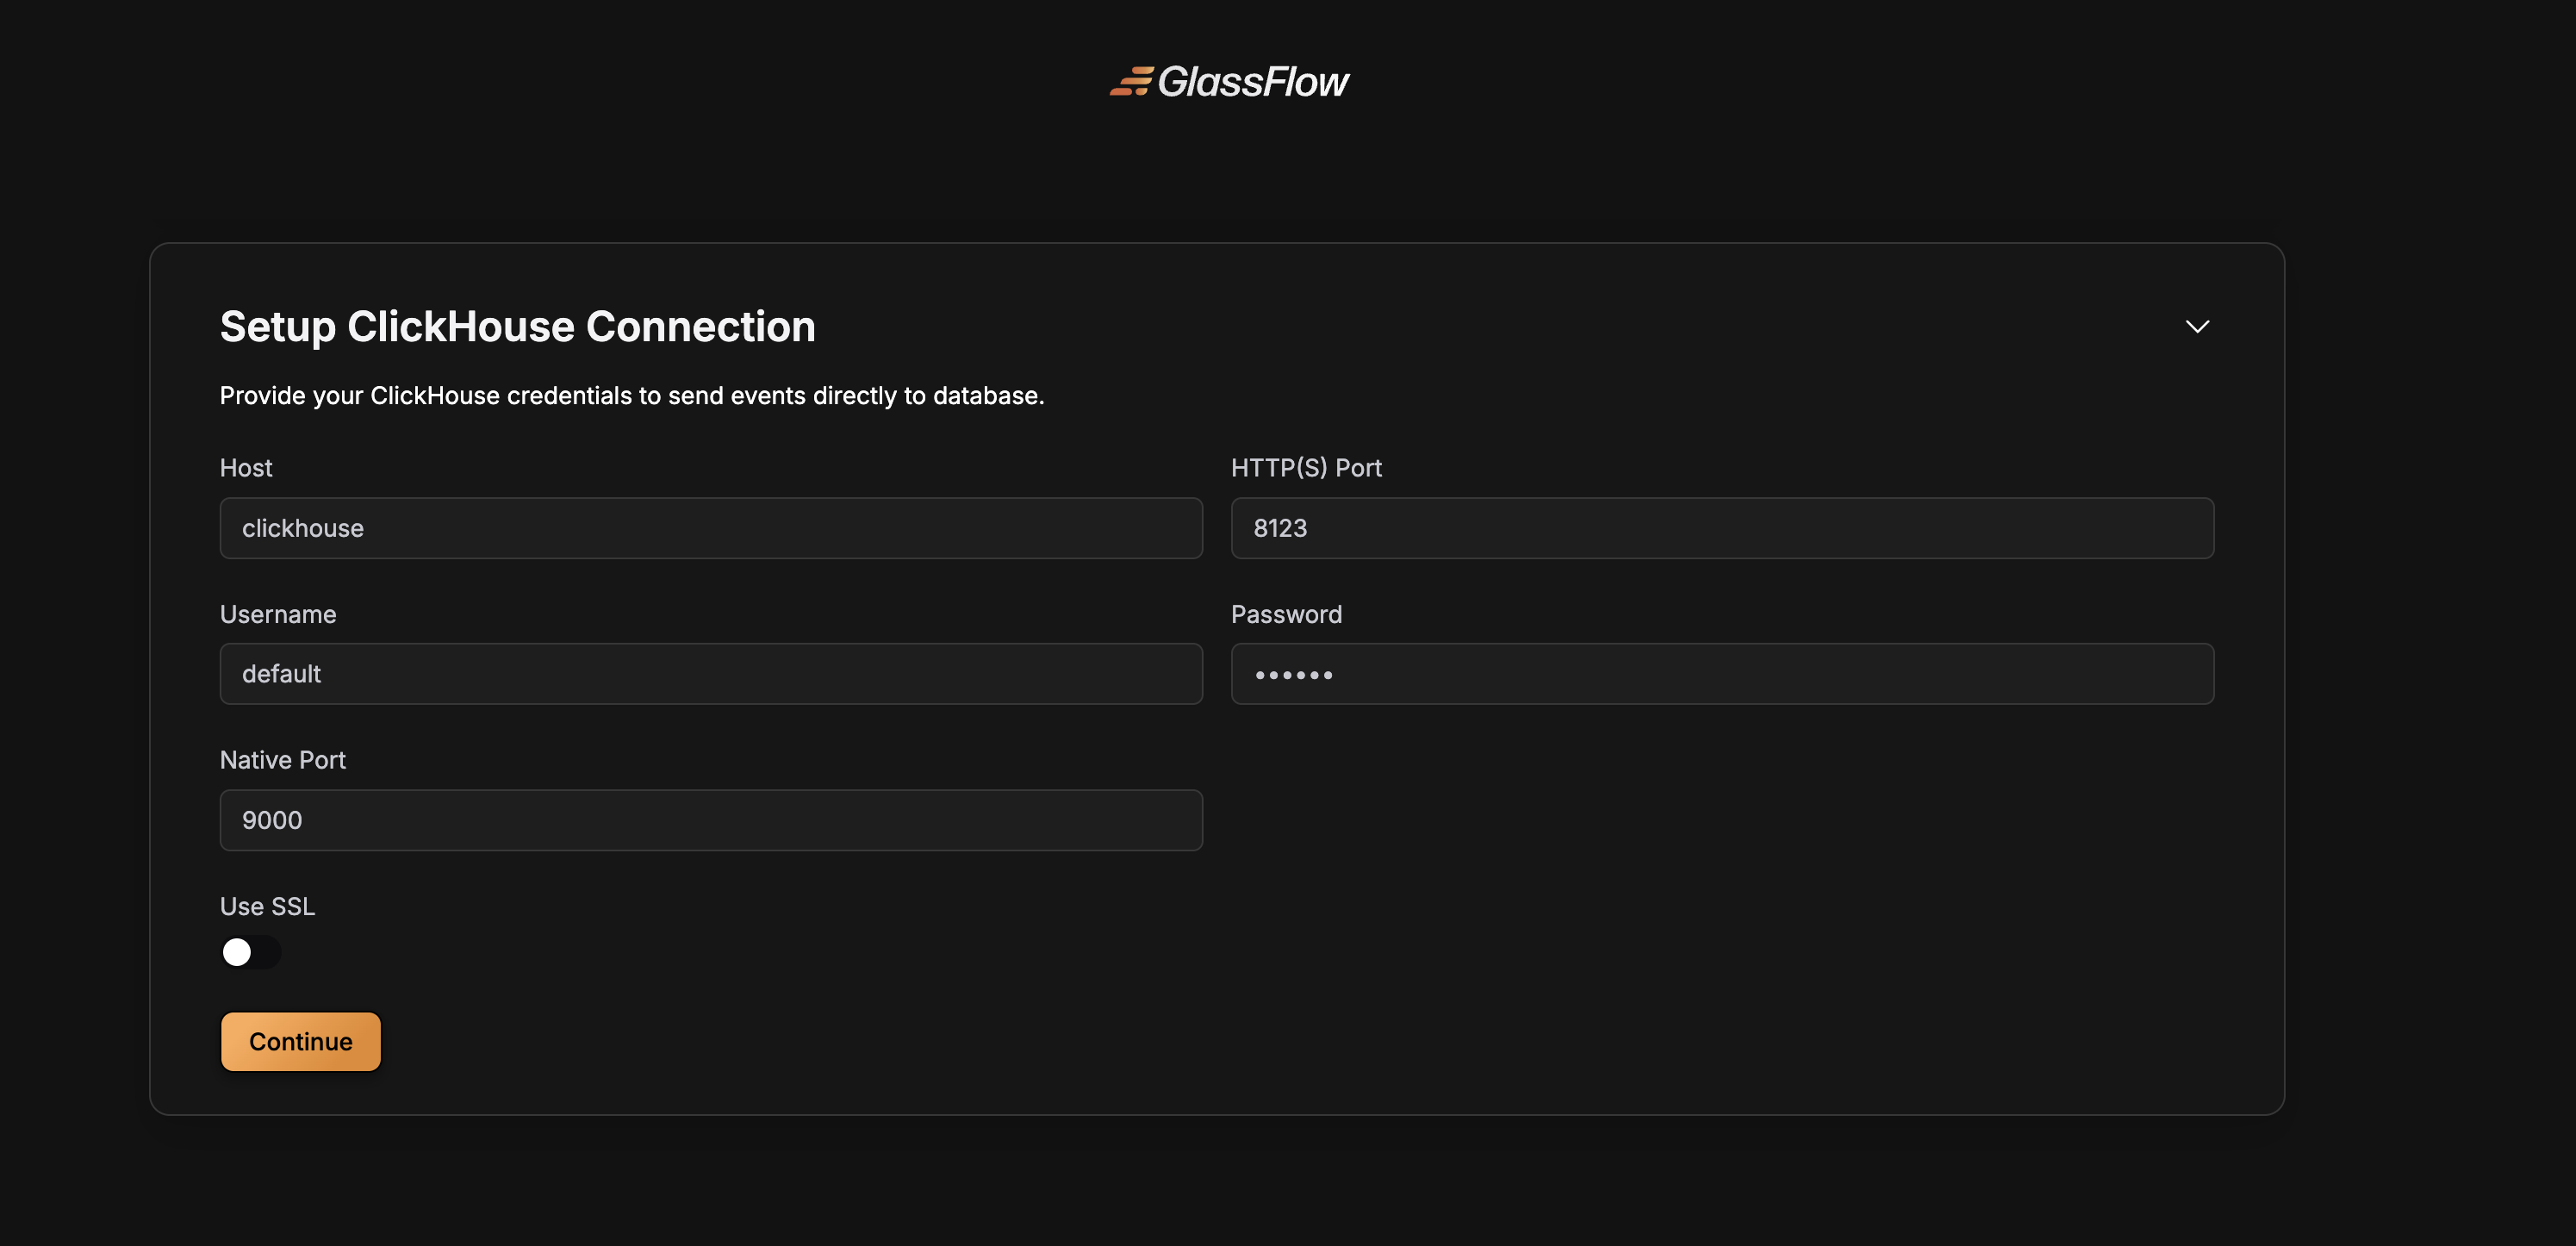 GlassFlow
Setup ClickHouse Connection
Provide your ClickHouse credentials to send events directly to database.
Host
HTTP(S) Port
clickhouse
8123
Username
Password
default
••••••
Native Port
9000
Use SSL
Continue